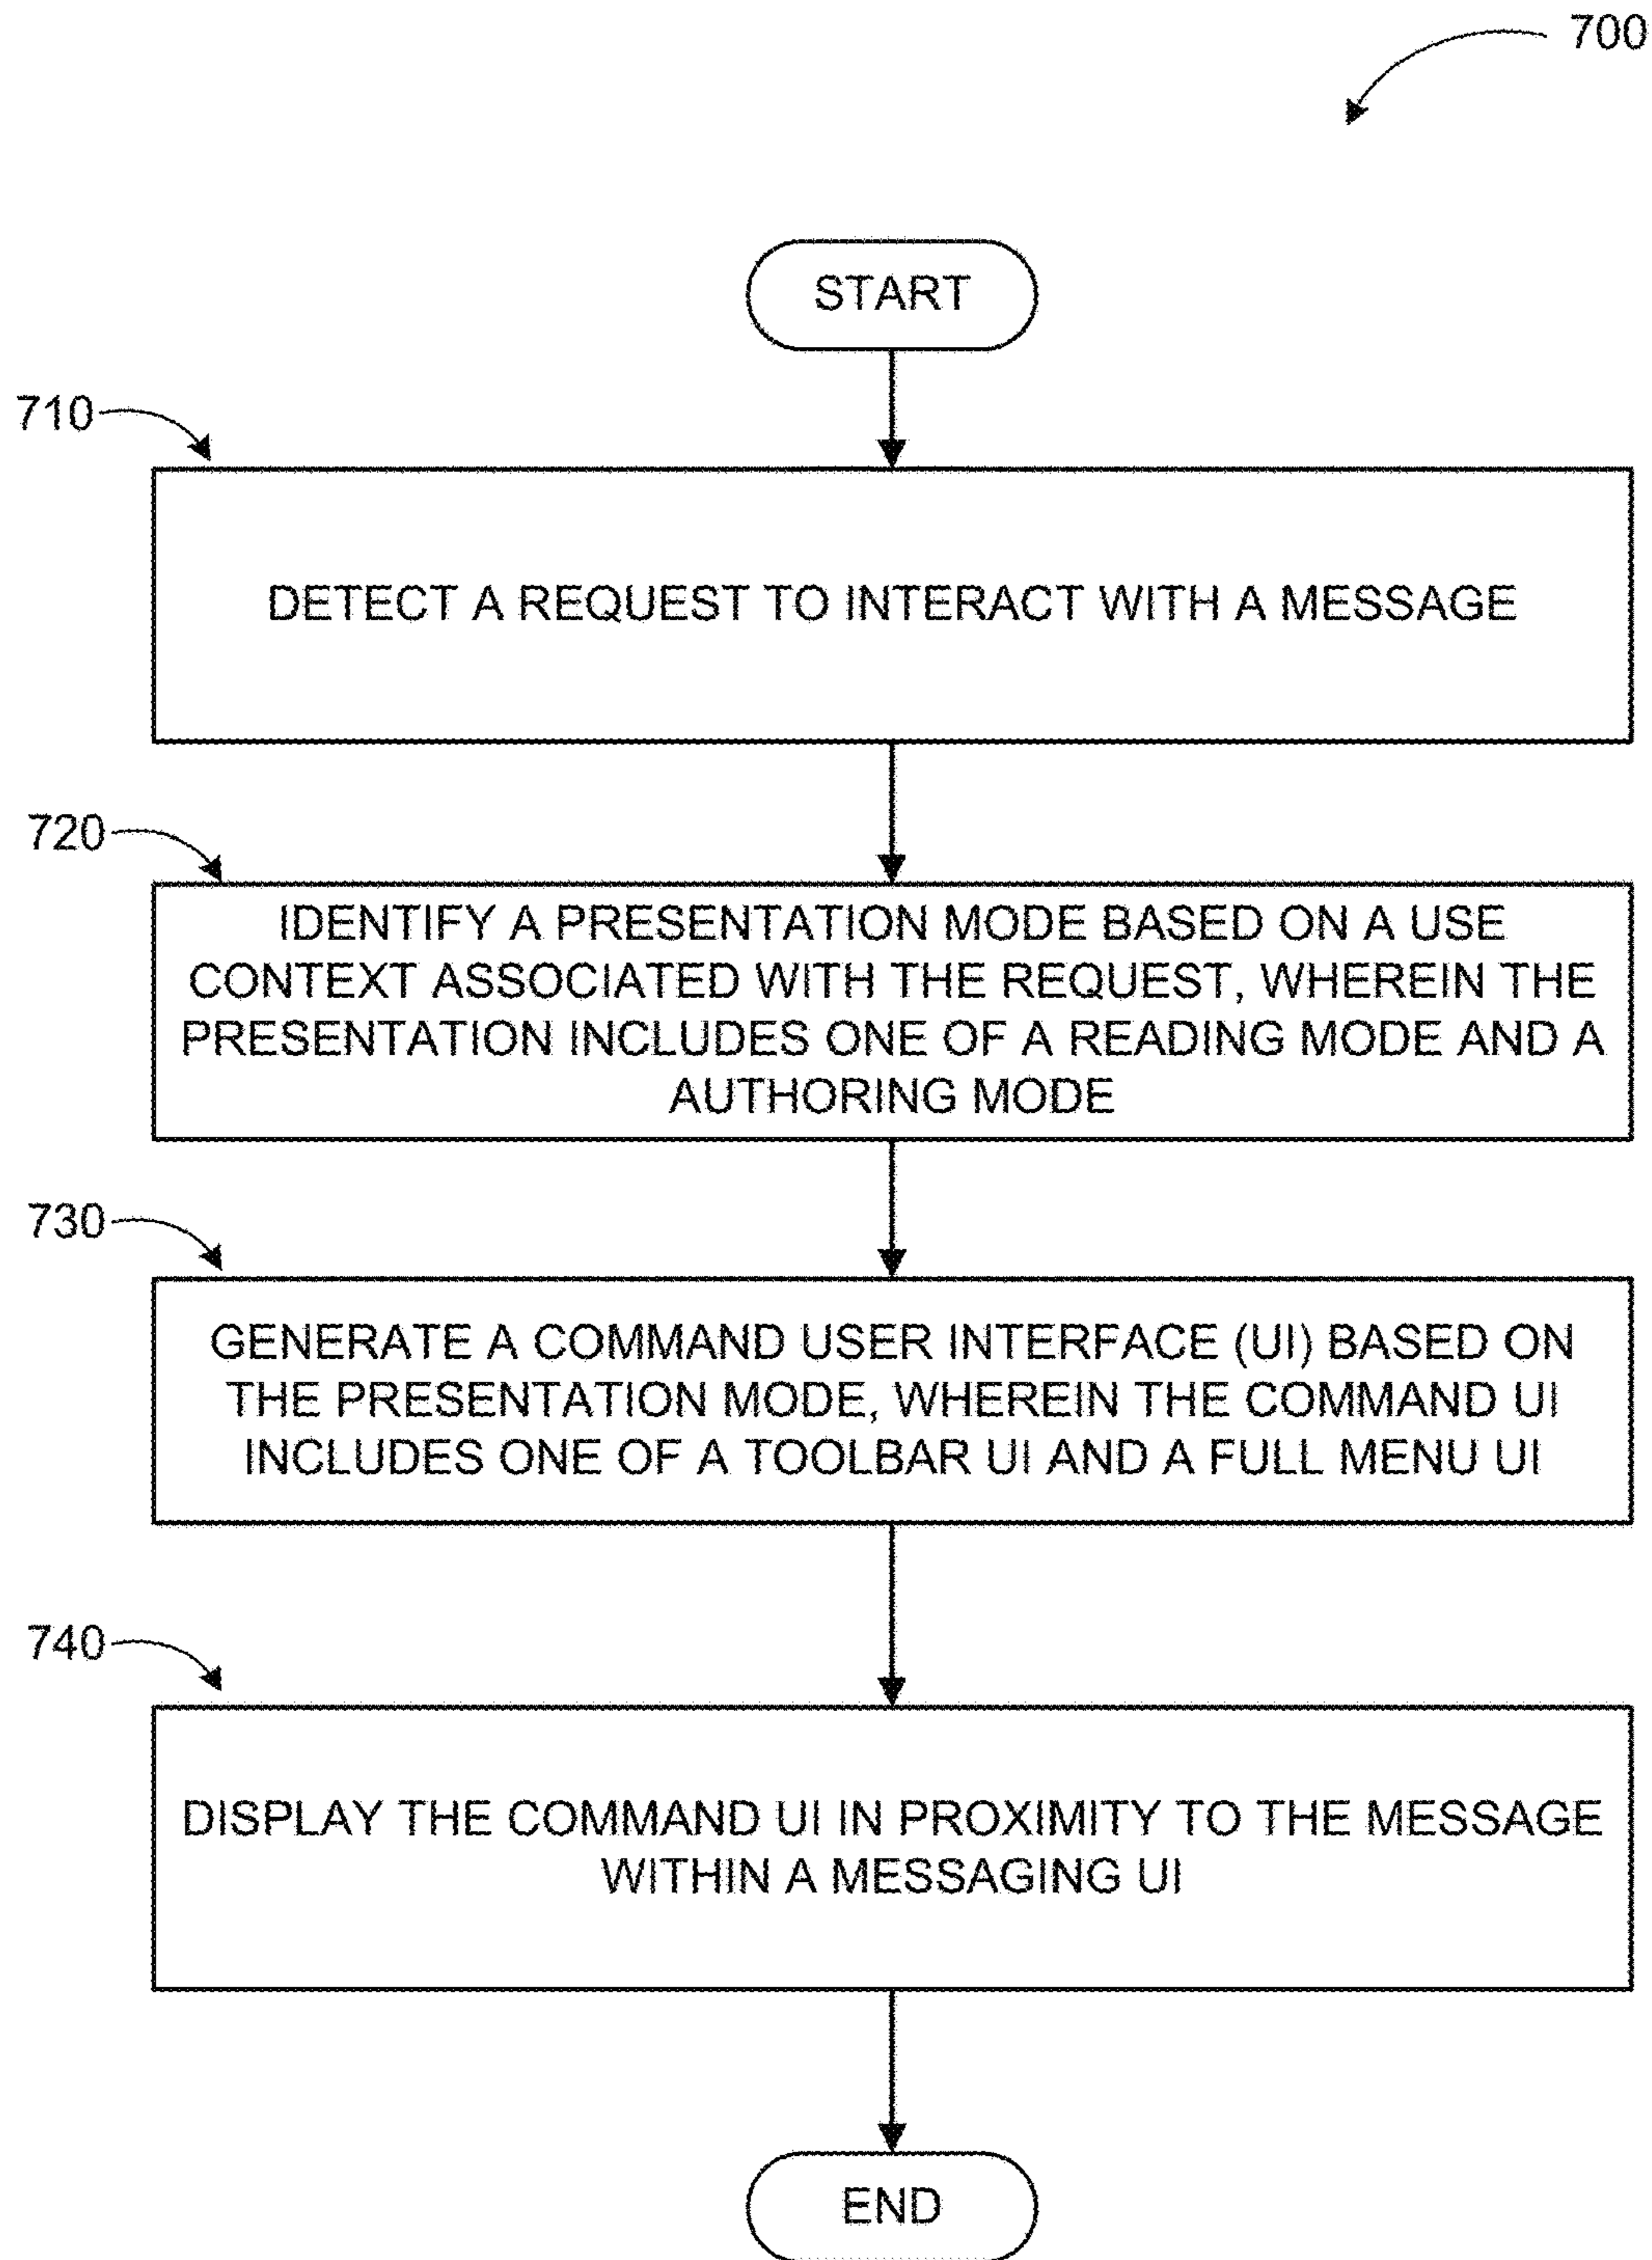 700
START
710
DETECT A REQUEST TO INTERACT WITH A MESSAGE
720
IDENTIFY A PRESENTATION MODE BASED ON A USE
CONTEXT ASSOCIATED WITH THE REQUEST, WHEREIN THE
PRESENTATION INCLUDES ONE OF A READING MODE AND A
AUTHORING MODE
730
GENERATE A COMMAND USER INTERFACE (UI) BASED ON
THE PRESENTATION MODE, WHEREIN THE COMMAND UI
INCLUDES ONE OF A TOOLBAR UI AND A FULL MENU UI
740
DISPLAY THE COMMAND UI IN PROXIMITY TO THE MESSAGE
WITHIN A MESSAGING UI
END